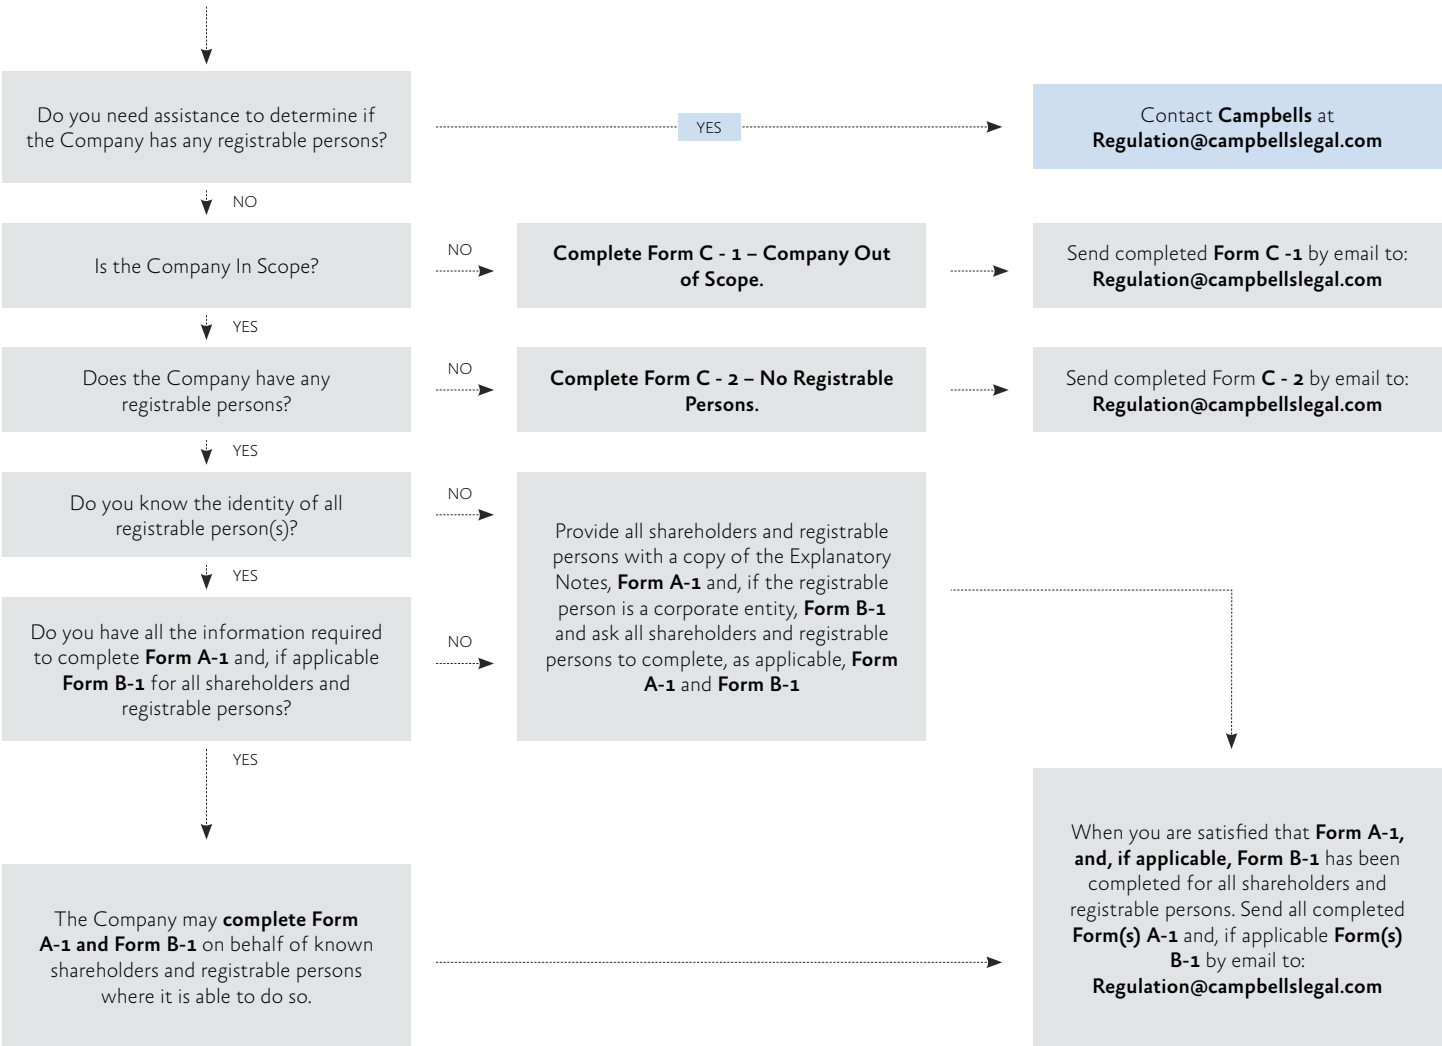 Do you need assistance to determine if
the Company has any registrable persons?
YES
Contact Campbells at
Regulation@campbellslegal.com
NO
Is the Company In Scope?
NO
Complete Form C - 1 – Company Out
of Scope.
Send completed Form C -1 by email to:
Regulation@campbellslegal.com
YES
Does the Company have any
registrable persons?
NO
Complete Form C - 2 – No Registrable
Persons.
Send completed Form C - 2 by email to:
Regulation@campbellslegal.com
YES
Do you know the identity of all
registrable person(s)?
NO
Provide all shareholders and registrable
persons with a copy of the Explanatory
Notes, Form A-1 and, if the registrable
person is a corporate entity, Form B-1
and ask all shareholders and registrable
persons to complete, as applicable, Form
A-1 and Form B-1
YES
Do you have all the information required
to complete Form A-1 and, if applicable
Form B-1 for all shareholders and
registrable persons?
NO
YES
The Company may complete Form
A-1 and Form B-1 on behalf of known
shareholders and registrable persons
where it is able to do so.
When you are satisfied that Form A-1,
and, if applicable, Form B-1 has been
completed for all shareholders and
registrable persons. Send all completed
Form(s) A-1 and, if applicable Form(s)
B-1 by email to:
Regulation@campbellslegal.com